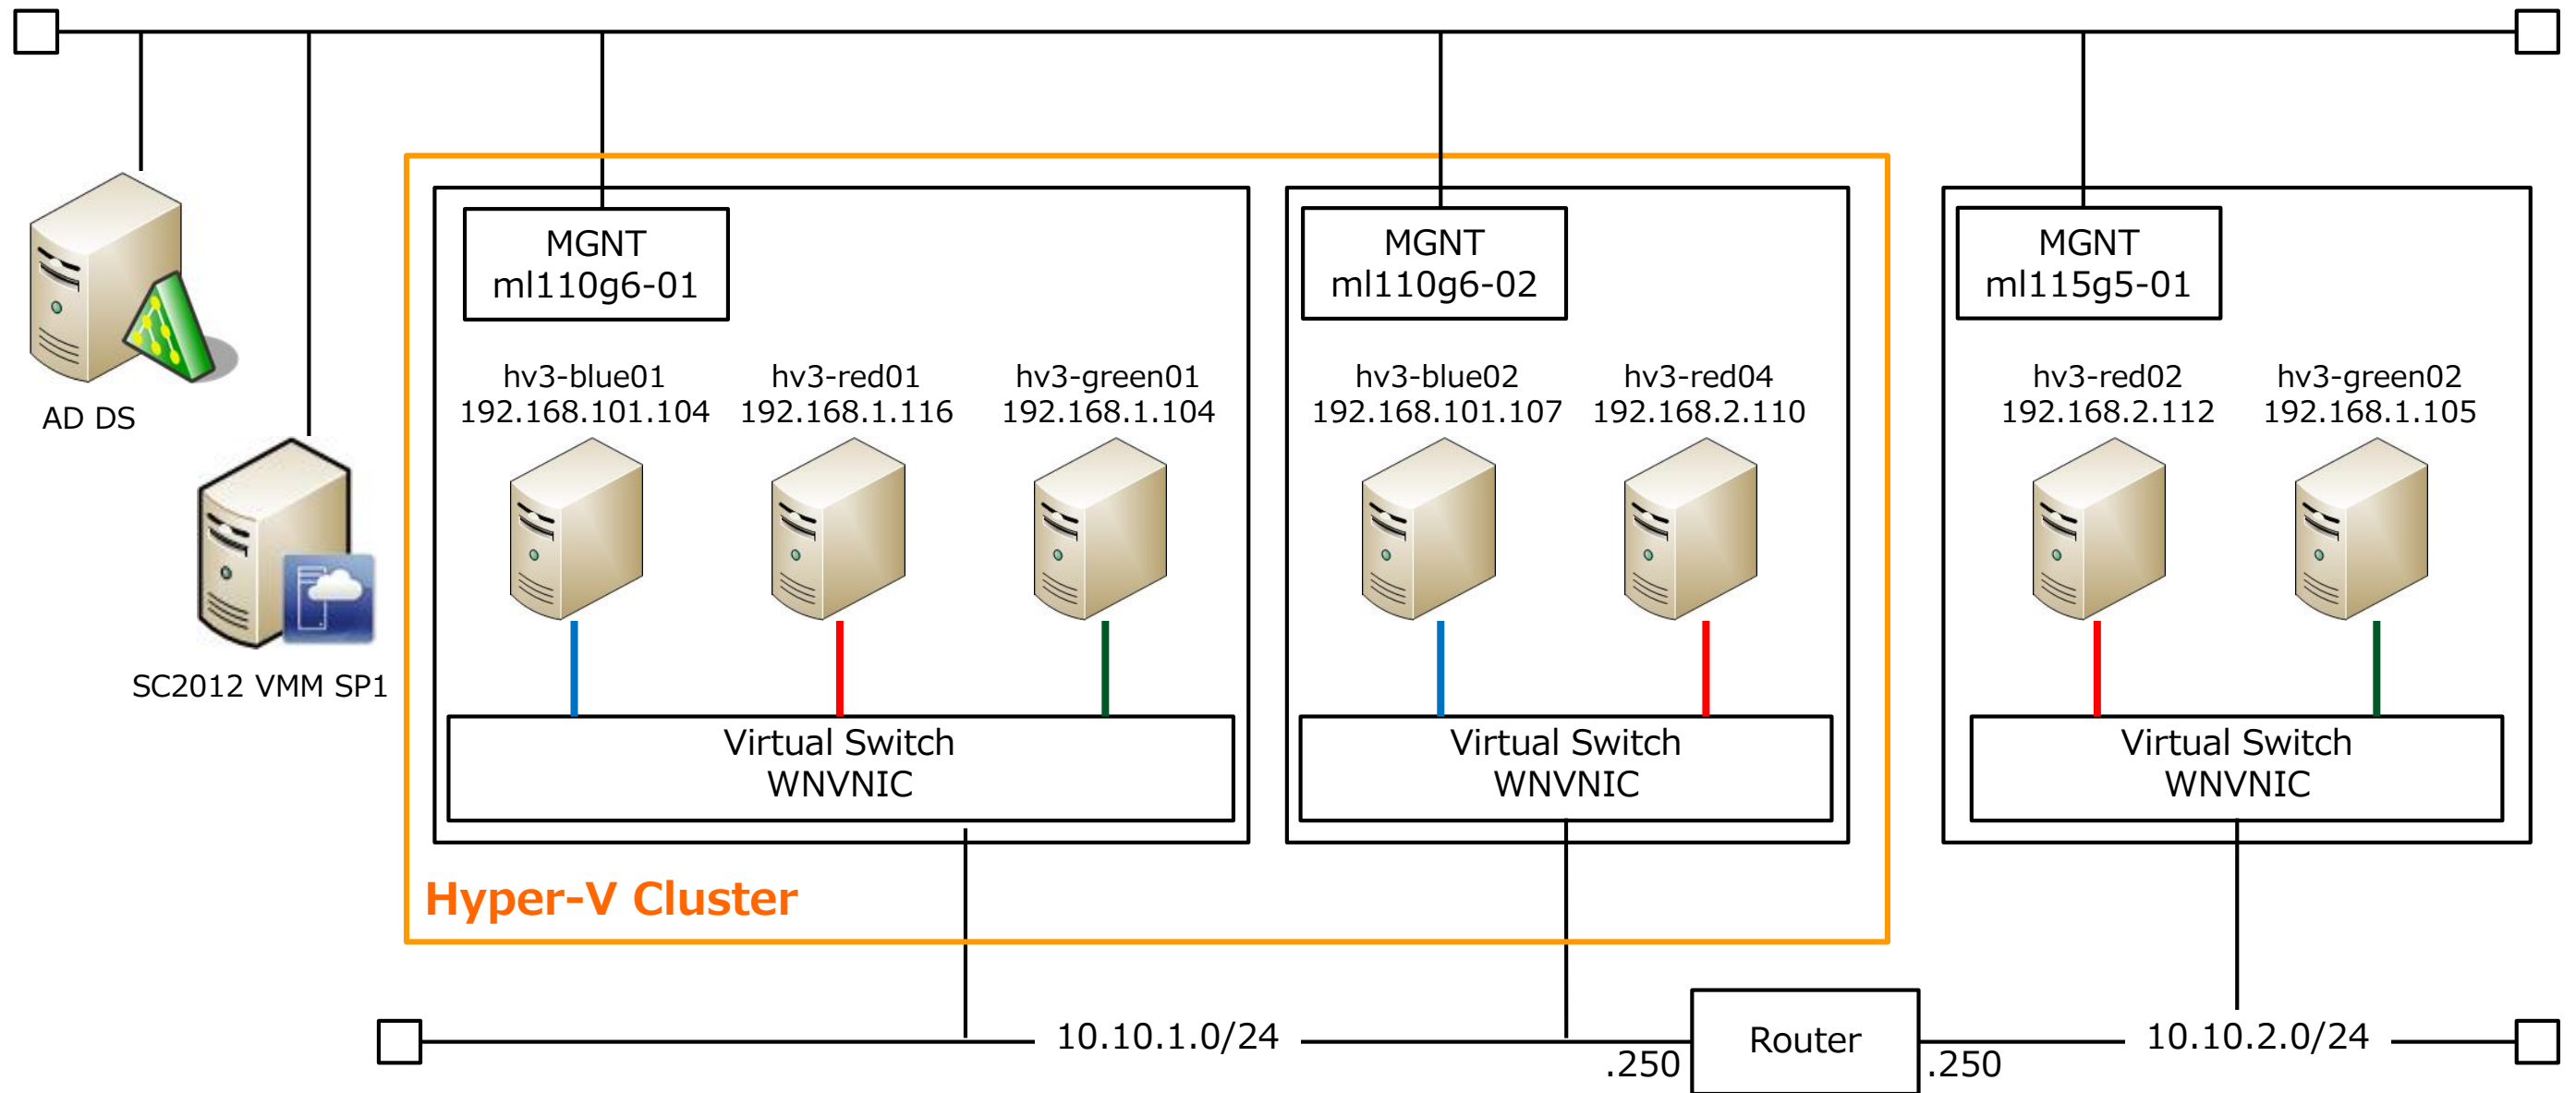 AD DS
SC2012 VMM SP1
MGNT
ml110g6-01
hv3-blue01
192.168.101.104
hv3-red01
192.168.1.116
hv3-green01
192.168.1.104
Virtual Switch
WNVNIC
MGNT
ml110g6-02
hv3-blue02
192.168.101.107
hv3-red04
192.168.2.110
Virtual Switch
WNVNIC
Hyper-V Cluster
MGNT
ml115g5-01
hv3-red02
192.168.2.112
hv3-green02
192.168.1.105
Virtual Switch
WNVNIC
10.10.1.0/24
.250
Router
.250
10.10.2.0/24